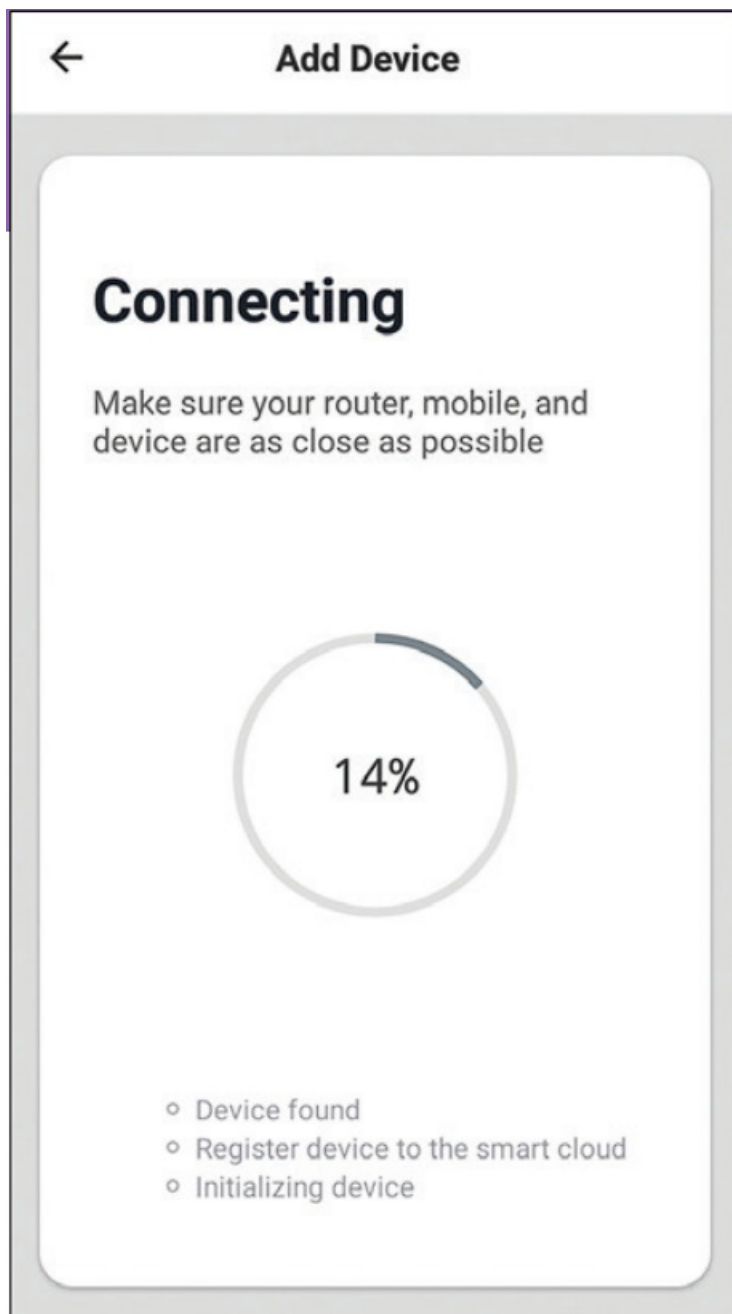 Add Device
Connecting
Make sure your router, mobile, and
device are as close as possible
14%
Device found
Register device to the smart cloud
Initializing device